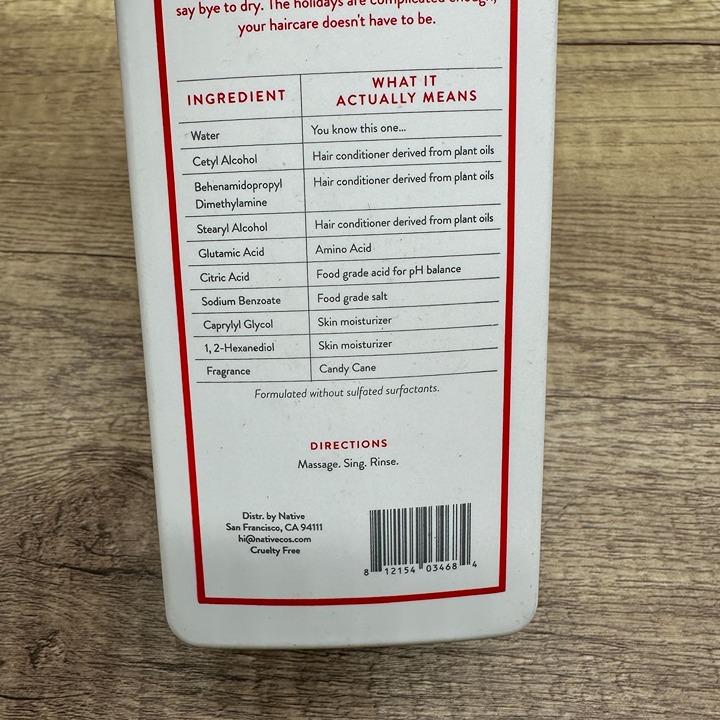 say bye to dry. The holidays are complicated enough,
your haircare doesn't have to be.
INGREDIENT
WHAT IT
ACTUALLY MEANS
Water You know this one...
Cetyl Alcohol Hair conditioner derived from plant oils
Behenamidopropyl Hair conditioner derived from plant oils
Dimethylamine
Stearyl Alcohol Hair conditioner derived from plant oils
Glutamic Acid Amino Acid
Citric Acid Food grade acid for pH balance
Sodium Benzoate Food grade salt
Caprylyl Glycol Skin moisturizer
1, 2-Hexanediol Skin moisturizer
Fragrance Candy Cane
Formulated without sulfated surfactants.
DIRECTIONS
Massage. Sing. Rinse.
Distr. by Native
San Francisco, CA 94111
hi@nativecos.com
Cruelty Free
8 12154 03468 4